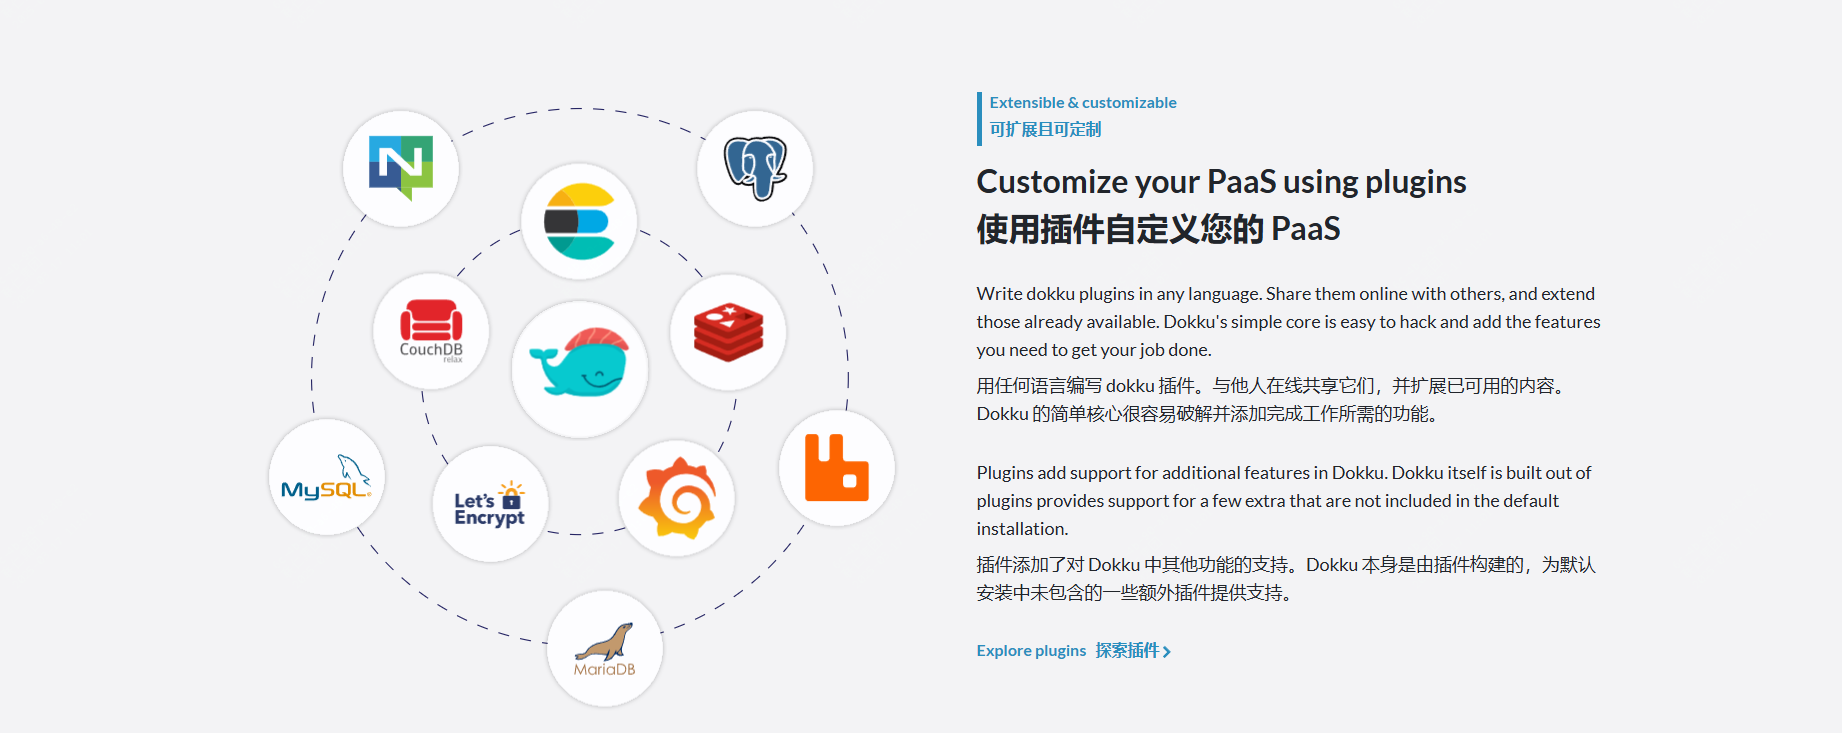 CouchDB
relax
MySQL®
Let's
Encrypt
MariaDB
Extensible & customizable
可扩展且可定制
Customize your PaaS using plugins
使用插件自定义您的 PaaS
Write dokku plugins in any language. Share them online with others, and extend
those already available. Dokku's simple core is easy to hack and add the features
you need to get your job done.
用任何语言编写 dokku 插件。与他人在线共享它们，并扩展已可用的内容。
Dokku 的简单核心很容易破解并添加完成工作所需的功能。
Plugins add support for additional features in Dokku. Dokku itself is built out of
plugins provides support for a few extra that are not included in the default
installation.
插件添加了对 Dokku 中其他功能的支持。Dokku 本身是由插件构建的，为默认
安装中未包含的一些额外插件提供支持。
Explore plugins 探索插件